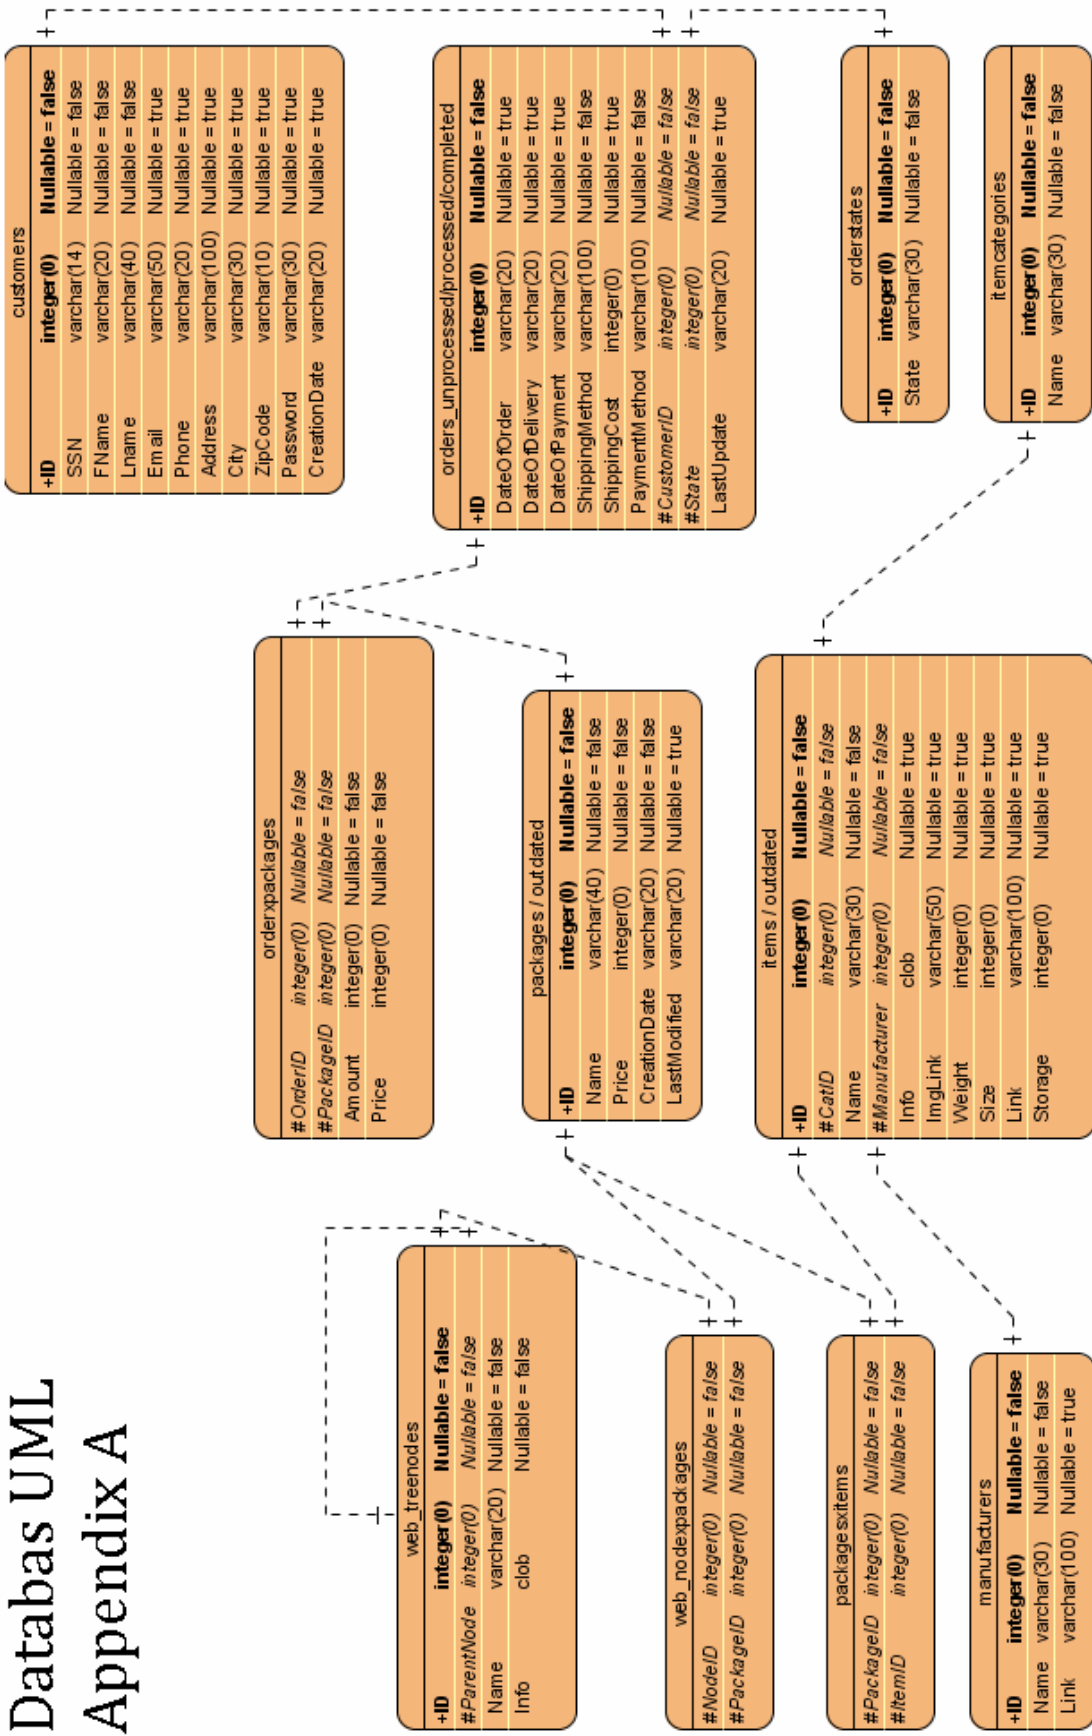 Databas UML
Appendix A
web_treenodes
+ID integer(0) Nullable = false
#ParentNode integer(0) Nullable = false
Name varchar(20) Nullable = false
Info clob Nullable = false
web_nodexpackages
#NodeID integer(0) Nullable = false
#PackageID integer(0) Nullable = false
packagesxitems
#PackageID integer(0) Nullable = false
#ItemID integer(0) Nullable = false
manufacturers
+ID integer(0) Nullable = false
Name varchar(30) Nullable = false
Link varchar(100) Nullable = true
orderxpackages
#OrderID integer(0) Nullable = false
#PackageID integer(0) Nullable = false
Amount integer(0) Nullable = false
Price integer(0) Nullable = false
packages / outdated
+ID integer(0) Nullable = false
Name varchar(40) Nullable = false
Price integer(0) Nullable = false
CreationDate varchar(20) Nullable = false
LastModified varchar(20) Nullable = true
items / outdated
+ID integer(0) Nullable = false
#CatID integer(0) Nullable = false
Name varchar(30) Nullable = false
#Manufacturer integer(0) Nullable = false
Info clob Nullable = true
ImgLink varchar(50) Nullable = true
Weight integer(0) Nullable = true
Size integer(0) Nullable = true
Link varchar(100) Nullable = true
Storage integer(0) Nullable = true
customers
+ID integer(0) Nullable = false
SSN varchar(14) Nullable = false
FName varchar(20) Nullable = false
Lname varchar(40) Nullable = false
Email varchar(50) Nullable = true
Phone varchar(20) Nullable = true
Address varchar(100) Nullable = true
City varchar(30) Nullable = true
ZipCode varchar(10) Nullable = true
Password varchar(30) Nullable = true
CreationDate varchar(20) Nullable = true
orders_unprocessed/processed/completed
+ID integer(0) Nullable = false
DateOfOrder varchar(20) Nullable = true
DateOfDelivery varchar(20) Nullable = true
DateOfPayment varchar(20) Nullable = true
ShippingMethod varchar(100) Nullable = false
ShippingCost integer(0) Nullable = true
PaymentMethod varchar(100) Nullable = false
#CustomerID integer(0) Nullable = false
#State integer(0) Nullable = false
LastUpdate varchar(20) Nullable = true
orderstates
+ID integer(0) Nullable = false
State varchar(30) Nullable = false
itemcategories
+ID integer(0) Nullable = false
Name varchar(30) Nullable = false